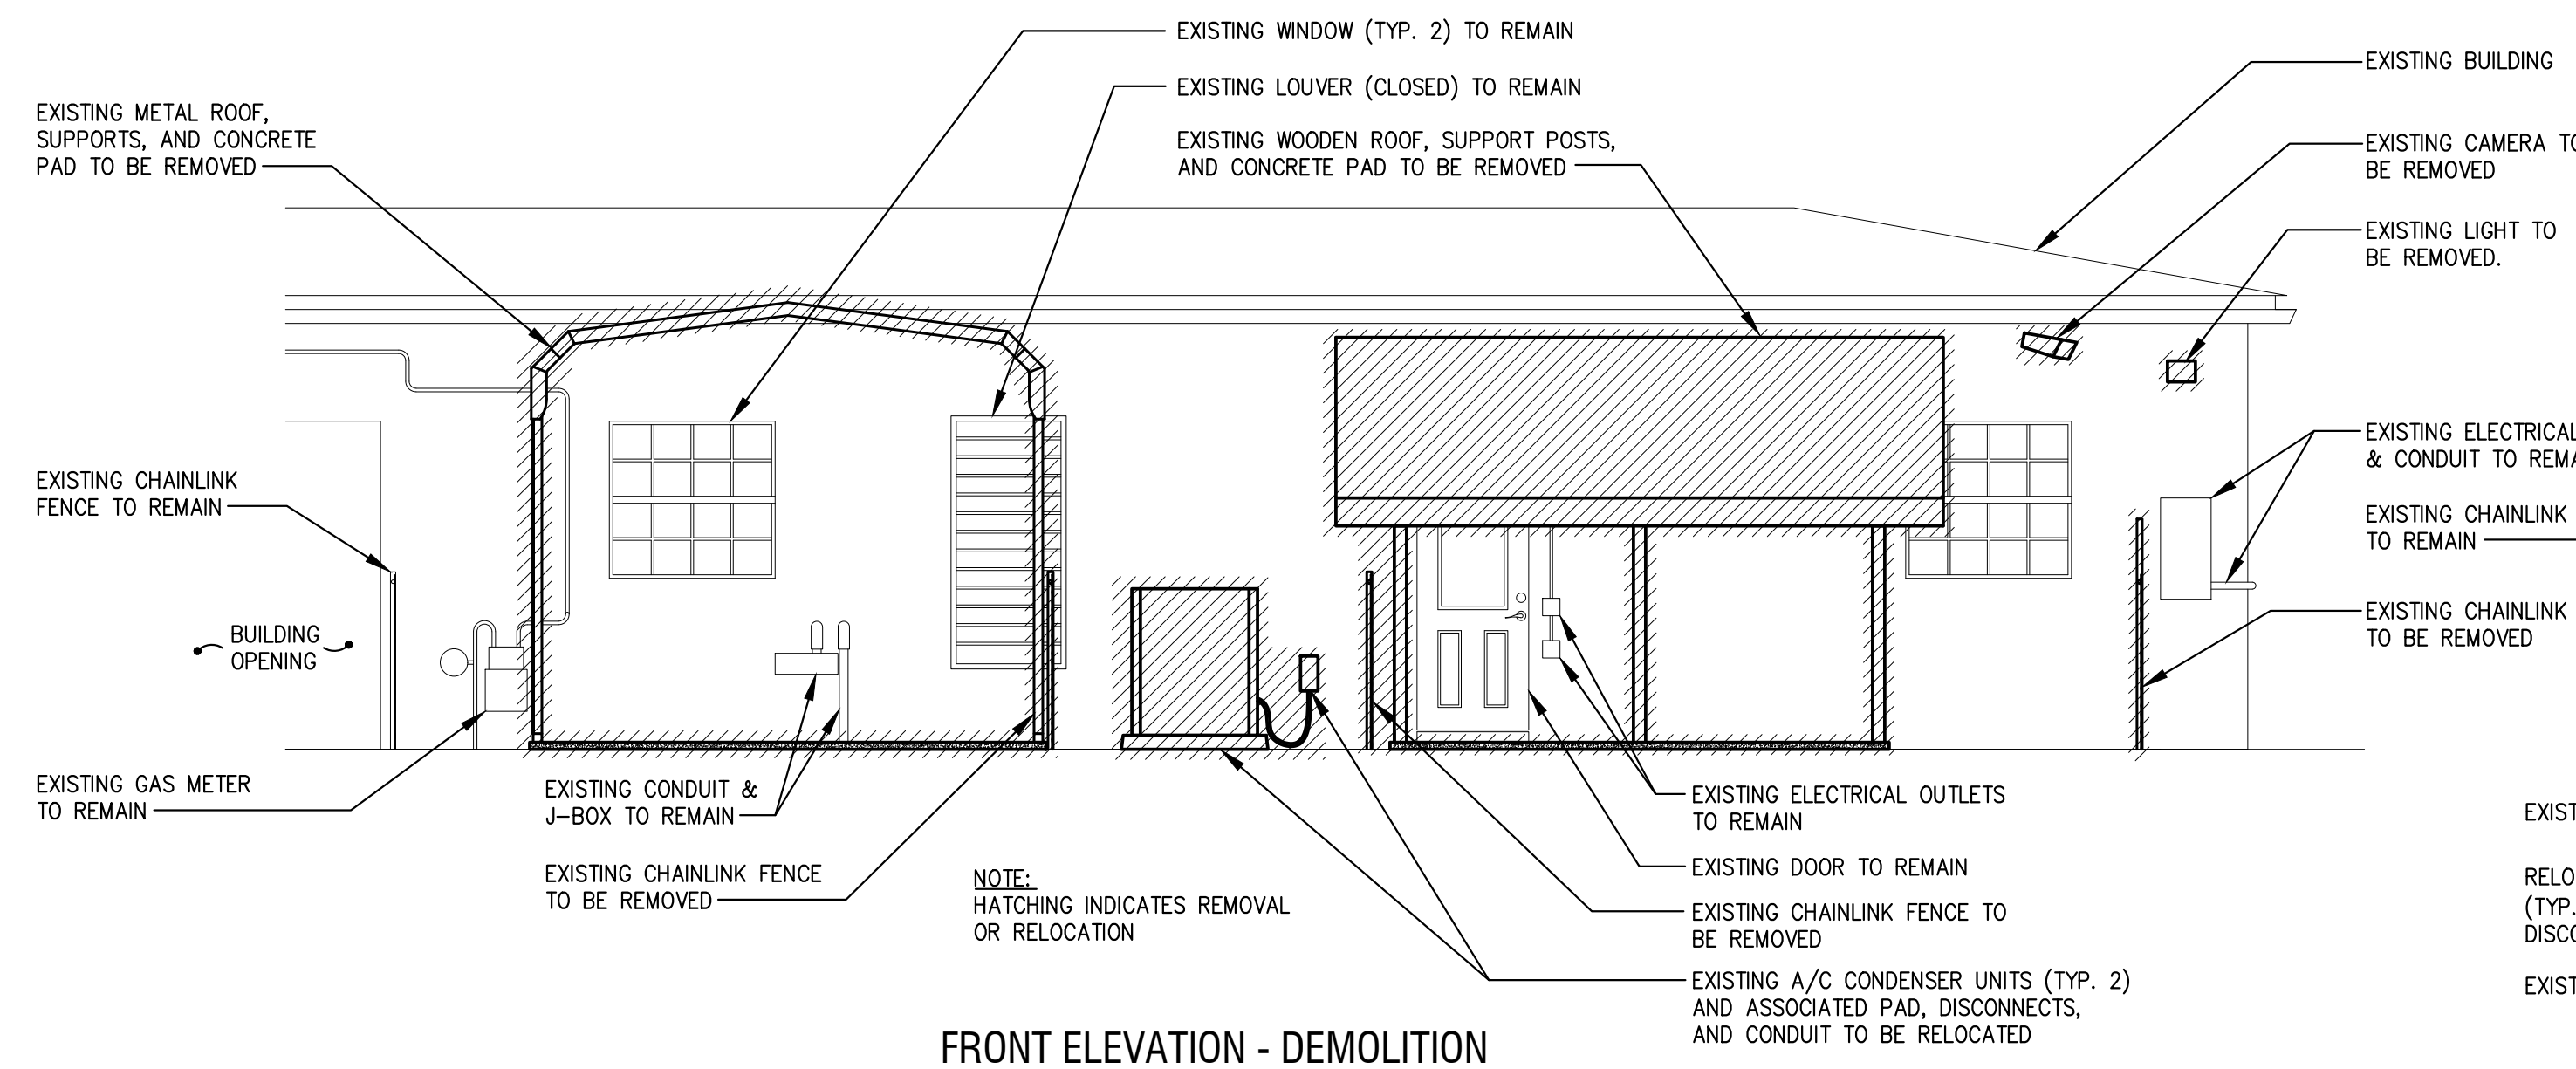 EXISTING WINDOW (TYP. 2) TO REMAIN
EXISTING LOUVER (CLOSED) TO REMAIN
EXISTING WOODEN ROOF, SUPPORT POSTS,
AND CONCRETE PAD TO BE REMOVED
EXISTING METAL ROOF,
SUPPORTS, AND CONCRETE
PAD TO BE REMOVED
EXISTING BUILDING
EXISTING CAMERA TO
BE REMOVED
EXISTING LIGHT TO
BE REMOVED.
EXISTING CHAINLINK
FENCE TO REMAIN
EXISTING ELECTRICAL
& CONDUIT TO
EXISTING CHAINLINK
TO REMAIN
EXISTING CHAINLINK
TO BE REMOVED
BUILDING
OPENING
EXISTING GAS METER
TO REMAIN
EXISTING CONDUIT &
J-BOX TO REMAIN
EXISTING CHAINLINK FENCE
TO BE REMOVED
NOTE:
HATCHING INDICATES REMOVAL
OR RELOCATION
EXISTING ELECTRICAL OUTLETS
TO REMAIN
EXISTING DOOR TO REMAIN
EXISTING CHAINLINK FENCE TO
BE REMOVED
EXISTING A/C CONDENSER UNITS (TYP. 2)
AND ASSOCIATED PAD, DISCONNECTS,
AND CONDUIT TO BE RELOCATED
(TYP.
FRONT ELEVATION - DEMOLITION